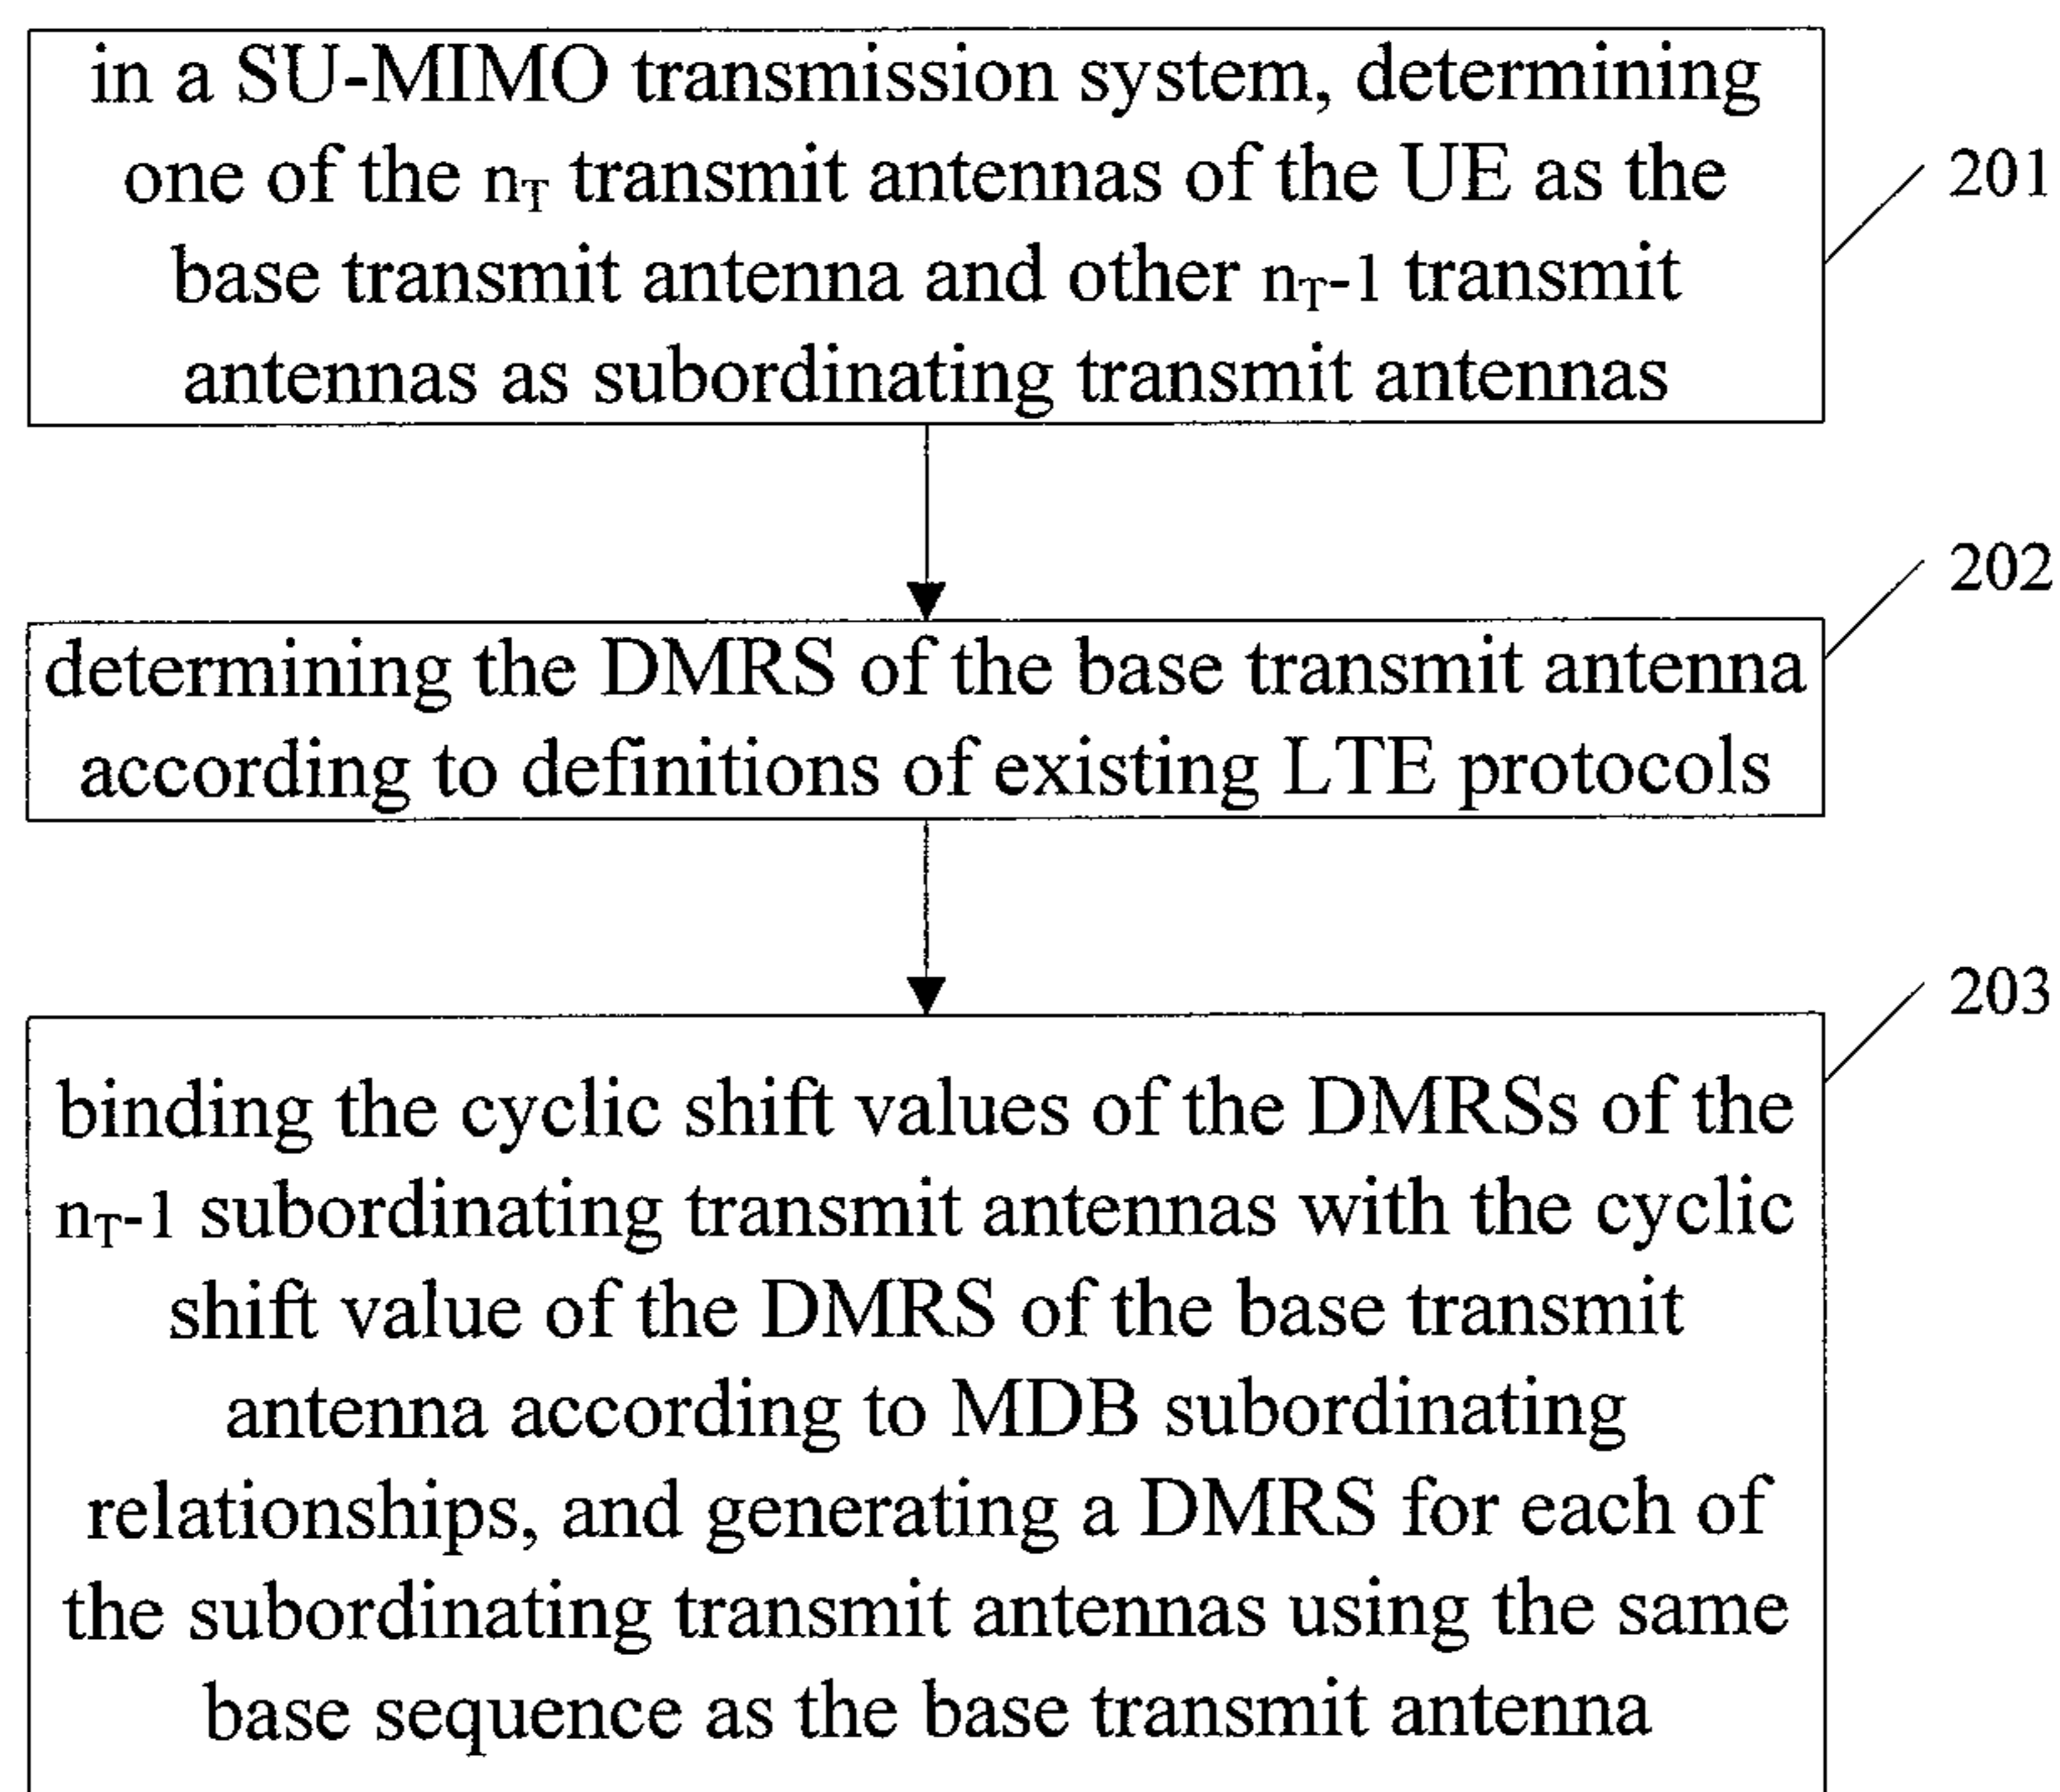 in a SU-MIMO transmission system, determining
one of the nT transmit antennas of the UE as the
base transmit antenna and other nT-1 transmit
antennas as subordinating transmit antennas
201
determining the DMRS of the base transmit antenna
according to definitions of existing LTE protocols
202
binding the cyclic shift values of the DMRSs of the
nT-1 subordinating transmit antennas with the cyclic
shift value of the DMRS of the base transmit
antenna according to MDB subordinating
relationships, and generating a DMRS for each of
the subordinating transmit antennas using the same
base sequence as the base transmit antenna
203